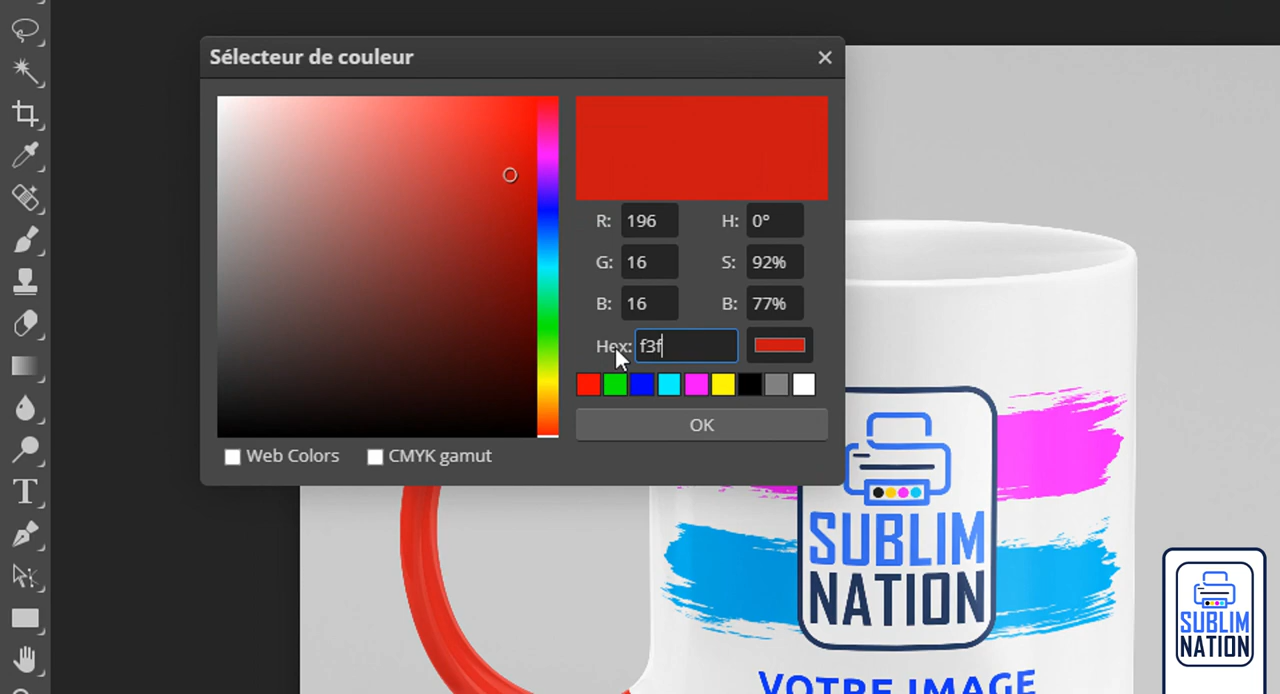 Sélecteur de couleur
R: 196 H: 0°
G: 16 S: 92%
B: 16 B: 77%
Hex: f3f
OK
Web Colors CMYK gamut
T
SUBLIM
NATION
VOTRE IMAGE
SUBLIM
NATION